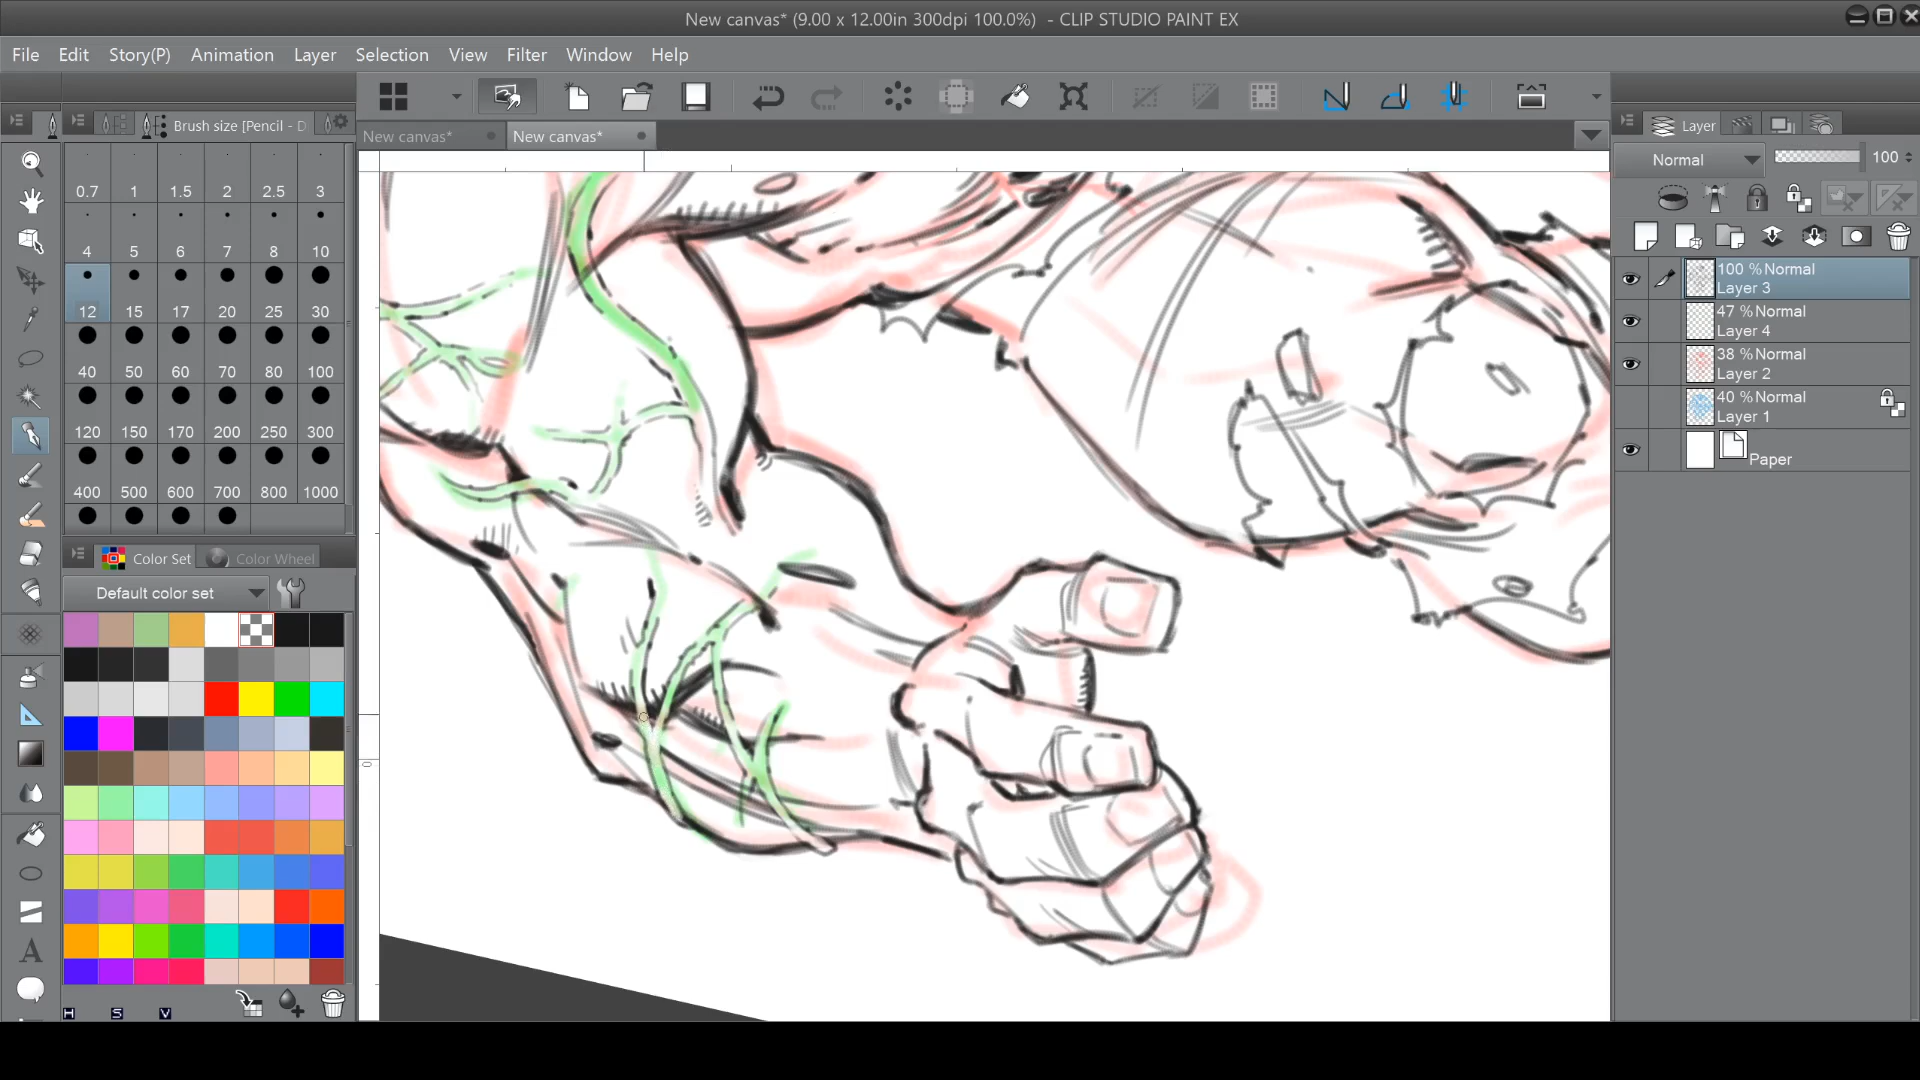 New canvas* (9.00 x 12.00in 300dpi 100.0%) - CLIP STUDIO PAINT EX
File Edit Story(P) Animation Layer Selection View Filter Window Help
Brush size [Pencil - D
New canvas* New canvas*
Layer
Normal 100
0.7 1 1.5 2 2.5 3
4 5 6 7 8 10
12 15 17 20 25 30
40 50 60 70 80 100
120 150 170 200 250 300
400 500 600 700 800 1000
100 %Normal
Layer 3
47 %Normal
Layer 4
38 %Normal
Layer 2
40 %Normal
Layer 1
Paper
Color Set Color Wheel
Default color set
0
H S V